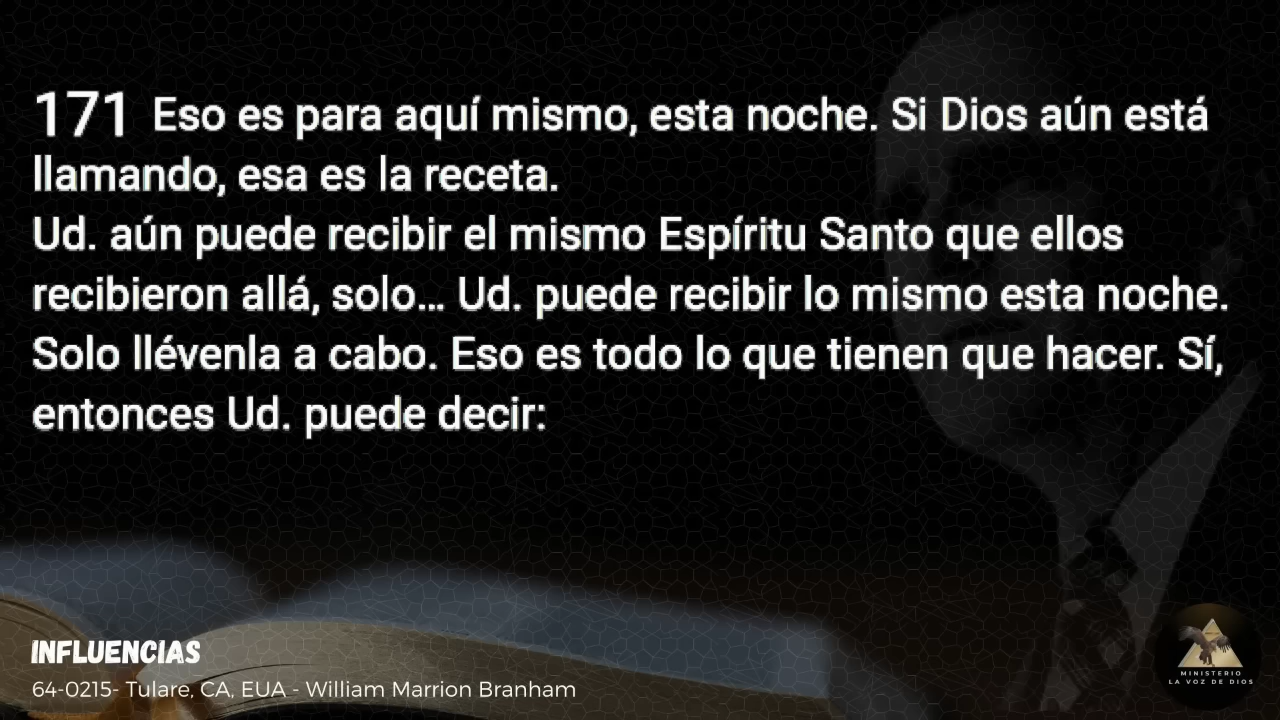 171 Eso es para aquí mismo, esta noche. Si Dios aún está
llamando, esa es la receta.
Ud. aún puede recibir el mismo Espíritu Santo que ellos
recibieron allá, solo... Ud. puede recibir lo mismo esta noche.
Solo llévenla a cabo. Eso es todo lo que tienen que hacer. Sí,
entonces Ud. puede decir:
INFLUENCIAS
64-0215- Tulare, CA, EUA - William Marrion Branham
MINISTERIO
LA VOZ DE DIOS